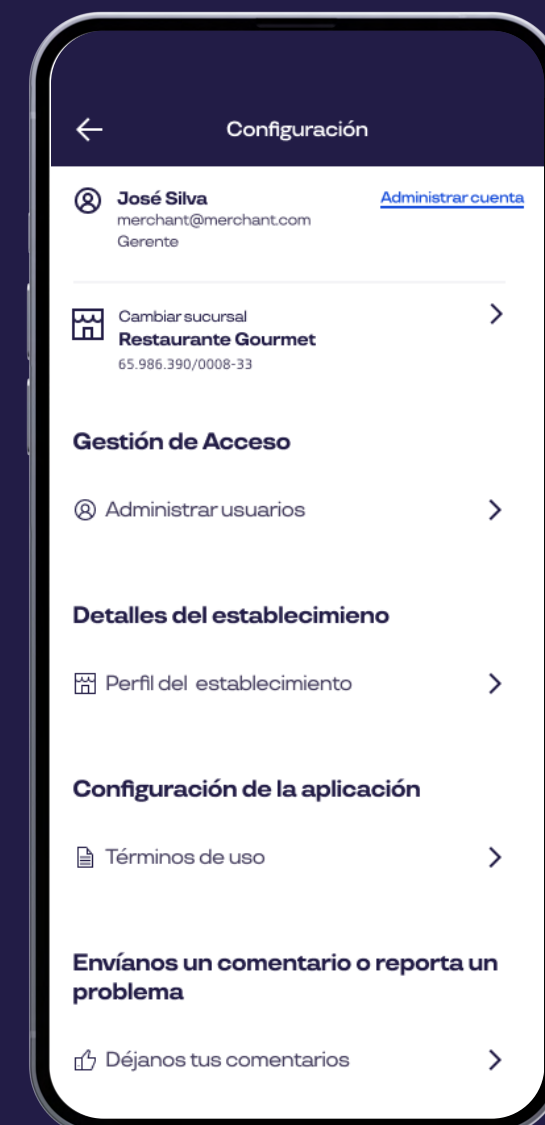 Configuración
José Silva
Administrar cuenta
merchant@merchant.com
Gerente
Cambiar sucursal
Restaurante Gourmet
65.986.390/0008-33
Gestión de Acceso
Administrar usuarios
Detalles del establecimieno
Perfil del establecimiento
Configuración de la aplicación
Términos de uso
Envíanos un comentario o reporta un
problema
Déjanos tus comentarios